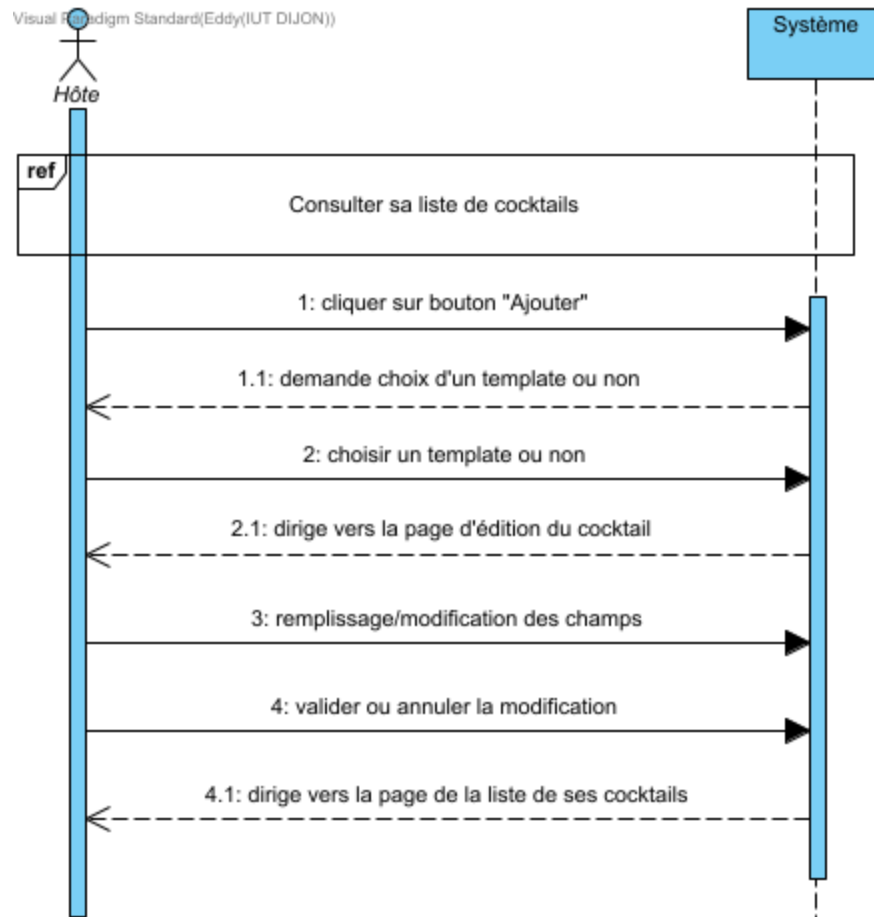 Visual Paradigm Standard(Eddy(IUT DIJON))
Système
Hôte
ref
Consulter sa liste de cocktails
1: cliquer sur bouton "Ajouter"
1.1: demande choix d'un template ou non
2: choisir un template ou non
2.1: dirige vers la page d'édition du cocktail
3: remplissage/modification des champs
4: valider ou annuler la modification
4.1: dirige vers la page de la liste de ses cocktails